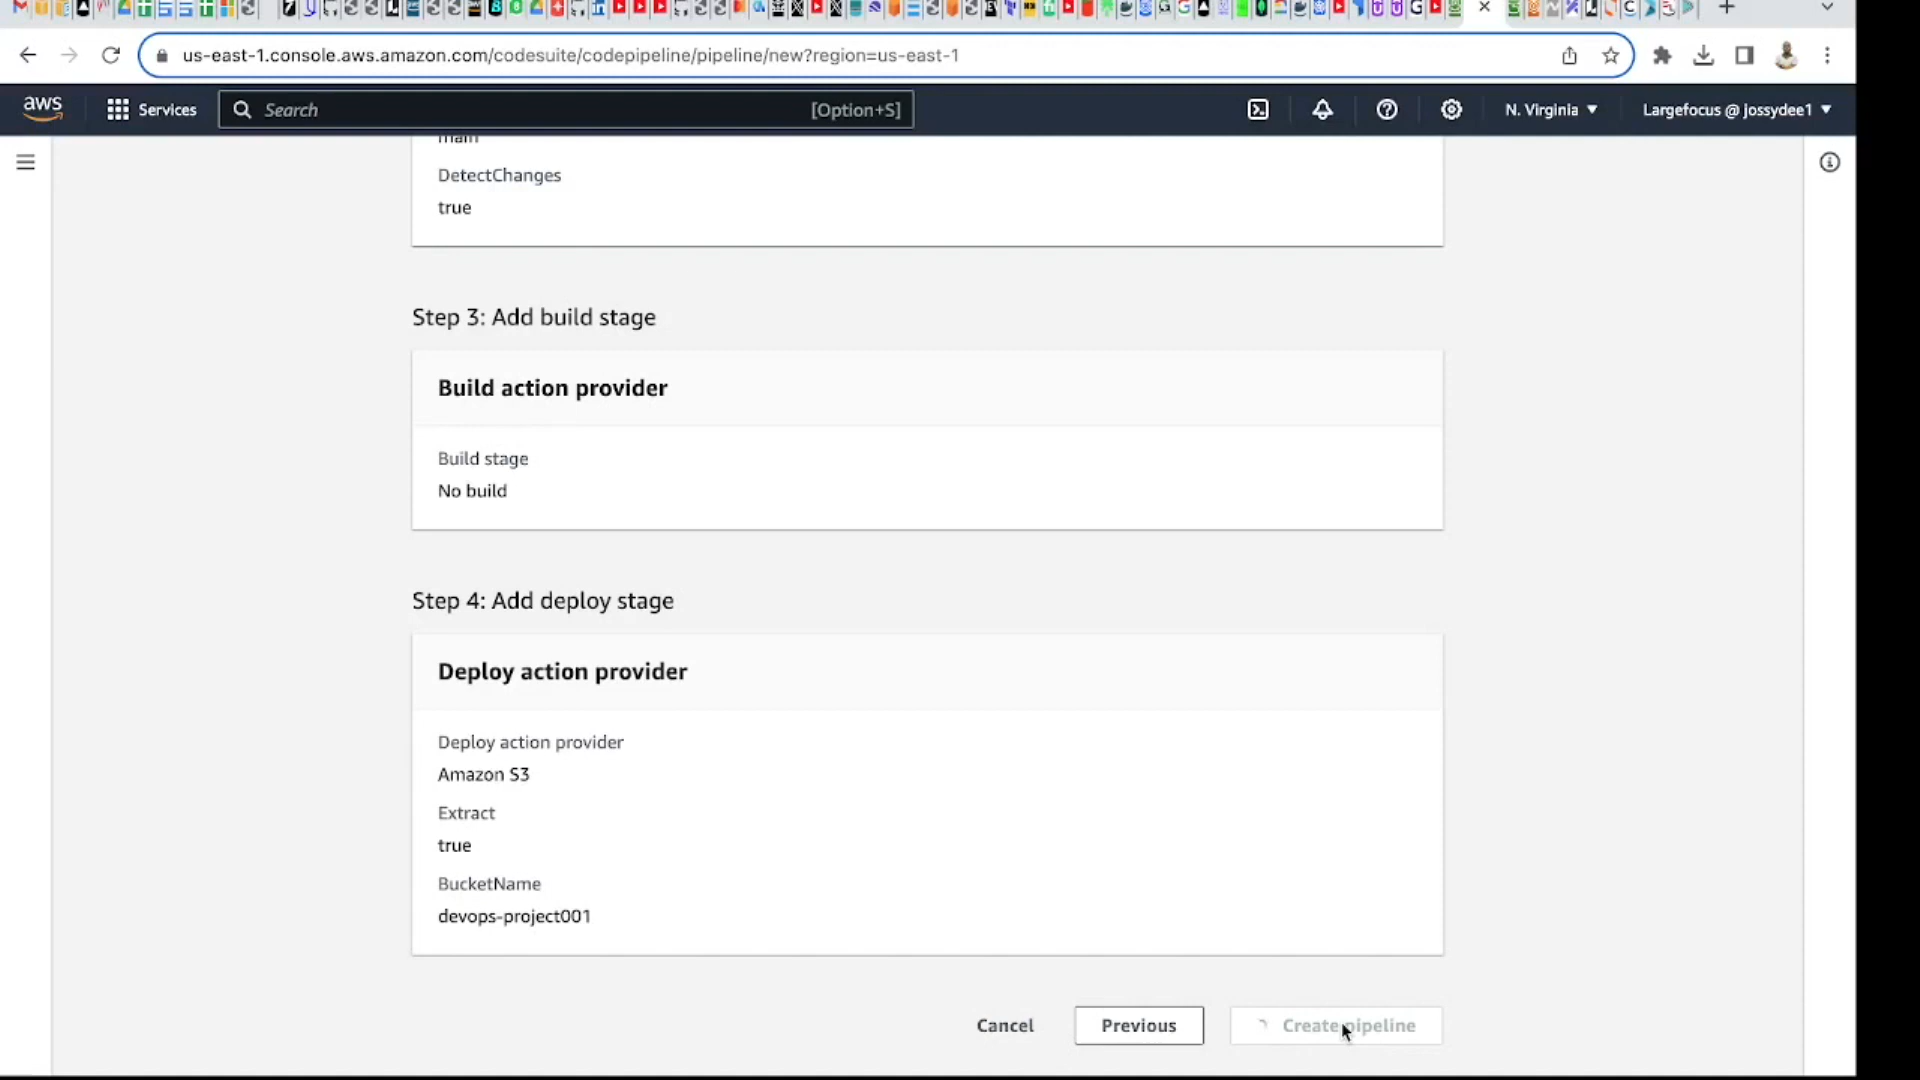 us-east-1.console.aws.amazon.com/codesuite/codepipeline/pipeline/new?region=us-east-1
aws
Services
Search
[Option+S]
N. Virginia
Largefocus @ jossydee1
main
DetectChanges
true
Step 3: Add build stage
Build action provider
Build stage
No build
Step 4: Add deploy stage
Deploy action provider
Deploy action provider
Amazon S3
Extract
true
BucketName
devops-project001
Cancel
Previous
Create pipeline